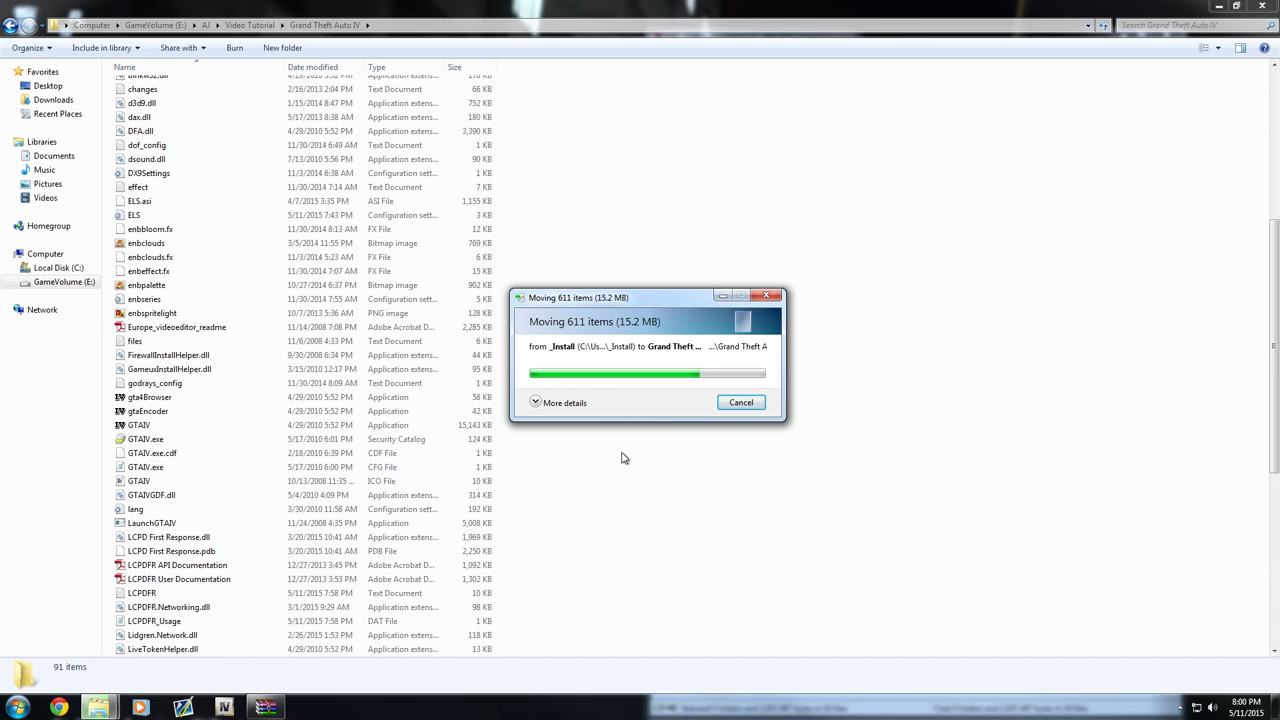 Computer ▸ GameVolume (E:) ▸ AJ ▸ Video Tutorial ▸ Grand Theft Auto IV ▸
Search Grand Theft Auto IV
Organize Include in library Share with Burn New folder
Favorites
Desktop
Downloads
Recent Places
Libraries
Documents
Music
Pictures
Videos
Homegroup
Computer
Local Disk (C:)
GameVolume (E:)
Network
Name Date modified Type Size
changes 2/16/2013 2:04 PM Text Document 66 KB
d3d9.dll 1/15/2014 8:47 PM Application extens... 752 KB
dax.dll 5/17/2013 8:38 AM Application extens... 180 KB
DFA.dll 4/29/2010 5:52 PM Application extens... 3,390 KB
dof_config 11/30/2014 6:49 AM Text Document 1 KB
dsound.dll 7/13/2010 5:56 PM Application extens... 90 KB
DX9Settings 11/3/2014 6:38 AM Configuration sett... 1 KB
effect 11/30/2014 7:14 AM Text Document 7 KB
ELS.asi 4/7/2015 3:35 PM ASI File 1,155 KB
ELS 5/11/2015 7:43 PM Configuration sett... 3 KB
enbbloom.fx 11/30/2014 8:13 AM FX File 12 KB
enbclouds 3/5/2014 11:55 PM Bitmap image 769 KB
enbclouds.fx 11/3/2014 5:23 AM FX File 6 KB
enbeffect.fx 11/30/2014 7:07 AM FX File 15 KB
enbpalette 10/27/2014 6:37 PM Bitmap image 902 KB
enbseries 11/30/2014 7:55 AM Configuration sett... 5 KB
enbspritelight 10/7/2013 5:36 AM PNG image 128 KB
Europe_videoeditor_readme 11/14/2008 7:08 PM Adobe Acrobat D... 2,285 KB
files 11/6/2008 4:33 PM Text Document 6 KB
FirewallInstallHelper.dll 9/30/2008 6:34 PM Application extens... 44 KB
GameuxInstallHelper.dll 3/15/2010 12:17 PM Application extens... 95 KB
godrays_config 11/30/2014 8:09 AM Text Document 1 KB
gta4Browser 4/29/2010 5:52 PM Application 58 KB
gtaEncoder 4/29/2010 5:52 PM Application 42 KB
GTAIV 4/29/2010 5:52 PM Application 15,143 KB
GTAIV.exe 5/17/2010 6:01 PM Security Catalog 124 KB
GTAIV.exe.cdf 2/18/2010 6:39 PM CDF File 1 KB
GTAIV.exe 5/17/2010 6:00 PM CFG File 1 KB
GTAIV 10/13/2008 11:35 ... ICO File 10 KB
GTAIVGDF.dll 5/4/2010 4:09 PM Application extens... 314 KB
lang 3/30/2010 11:58 AM Configuration sett... 192 KB
LaunchGTAIV 11/24/2008 4:35 PM Application 5,008 KB
LCPD First Response.dll 3/20/2015 10:41 AM Application extens... 1,969 KB
LCPD First Response.pdb 3/20/2015 10:41 AM PDB File 2,250 KB
LCPDFR API Documentation 12/27/2013 3:45 PM Adobe Acrobat D... 1,092 KB
LCPDFR User Documentation 12/27/2013 3:53 PM Adobe Acrobat D... 1,302 KB
LCPDFR 5/11/2015 7:58 PM Text Document 10 KB
LCPDFR.Networking.dll 3/1/2015 9:29 AM Application extens... 98 KB
LCPDFR_Usage 5/11/2015 7:58 PM DAT File 1 KB
Lidgren.Network.dll 2/26/2015 1:53 PM Application extens... 118 KB
LiveTokenHelper.dll 4/29/2010 5:52 PM Application extens... 13 KB
Moving 611 items (15.2 MB)
Moving 611 items (15.2 MB)
from _Install (C:\Us...\_Install) to Grand Theft ... ...\Grand Theft A
More details Cancel
91 items
8:00 PM
5/11/2015